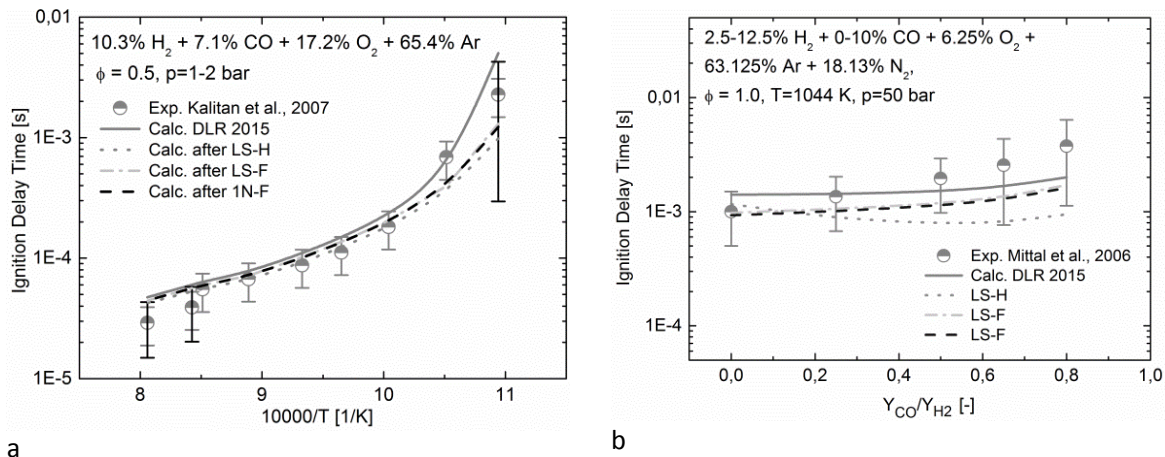 0,01
10.3% H2 + 7.1% CO + 17.2% O2 + 65.4% Ar
ϕ = 0.5, p=1-2 bar
Exp. Kalitan et al., 2007
Calc. DLR 2015
Calc. after LS-H
Calc. after LS-F
Calc. after 1N-F
1E-3
1E-4
1E-5
Ignition Delay Time [s]
8 9 10 11
10000/T [1/K]
a
2.5-12.5% H2 + 0-10% CO + 6.25% O2 +
63.125% Ar + 18.13% N2,
ϕ = 1.0, T=1044 K, p=50 bar
0,01
1E-3
1E-4
Ignition Delay Time [s]
Exp. Mittal et al., 2006
Calc. DLR 2015
LS-H
LS-F
LS-F
0,0 0,2 0,4 0,6 0,8 1,0
YCO/YH2 [-]
b